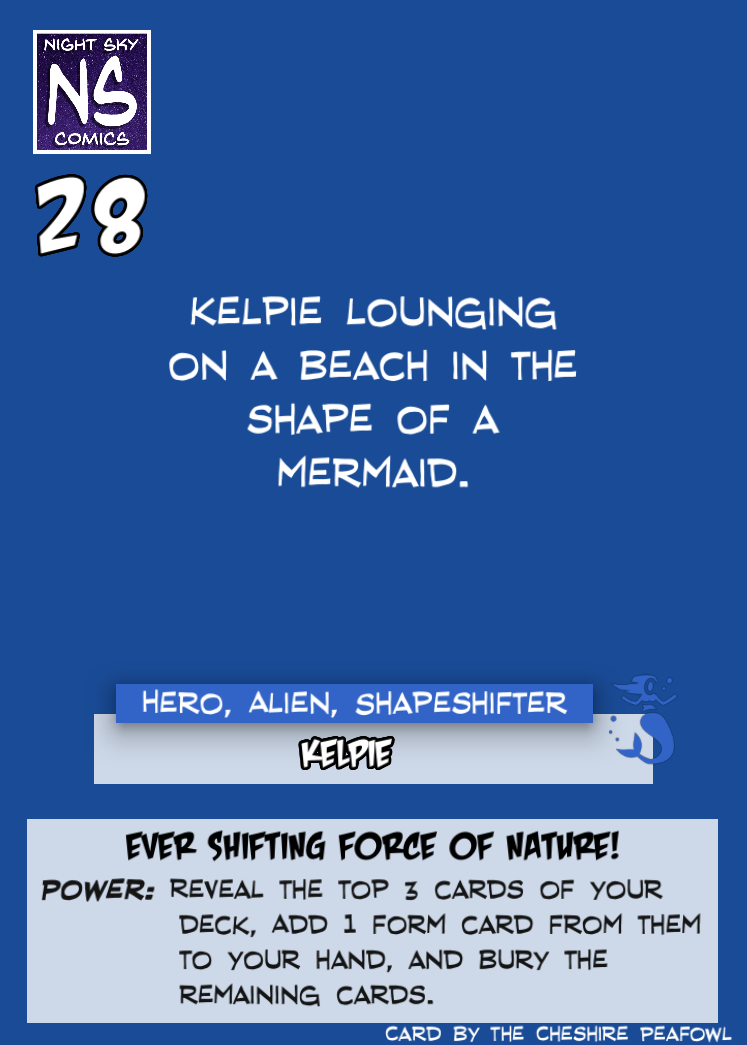 NIGHT SKY
NS
COMICS
28
KELPIE LOUNGING
ON A BEACH IN THE
SHAPE OF A
MERMAID.
HERO, ALIEN, SHAPESHIFTER
KELPIE
EVER SHIFTING FORCE OF NATURE!
POWER: REVEAL THE TOP 3 CARDS OF YOUR
DECK, ADD 1 FORM CARD FROM THEM
TO YOUR HAND, AND BURY THE
REMAINING CARDS.
CARD BY THE CHESHIRE PEAFOWL